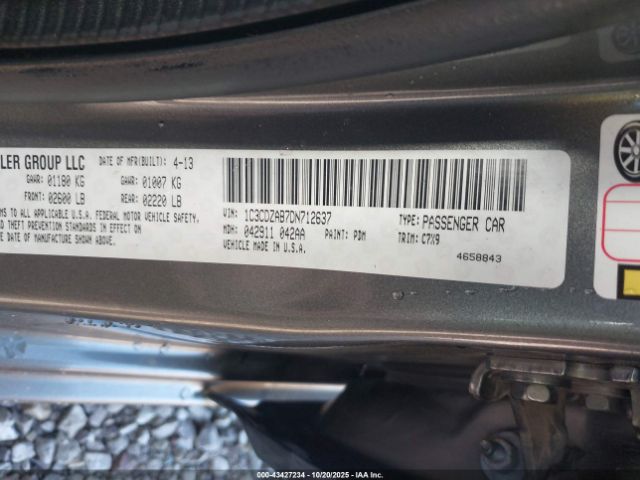 LER GROUP LLC DATE OF MFR(BUILT): 4-13
GAWR: 01180 KG GAWR: 01007 KG
FRONT: 02600 LB REAR: 02220 LB
MS TO ALL APPLICABLE U.S.A. FEDERAL MOTOR VEHICLE SAFETY,
D THEFT PREVENTION STANDARDS IN EFFECT ON THE
E OF MANUFACTURE SHOWN ABOVE.
VIN: 1C3CDZAB7DN712637 TYPE: PASSENGER CAR
MDH: 042911 042AA PAINT: PDM TRIM: C7X9
VEHICLE MADE IN U.S.A. 4658843
000-43427234 - 10/20/2025 - IAAI.COM